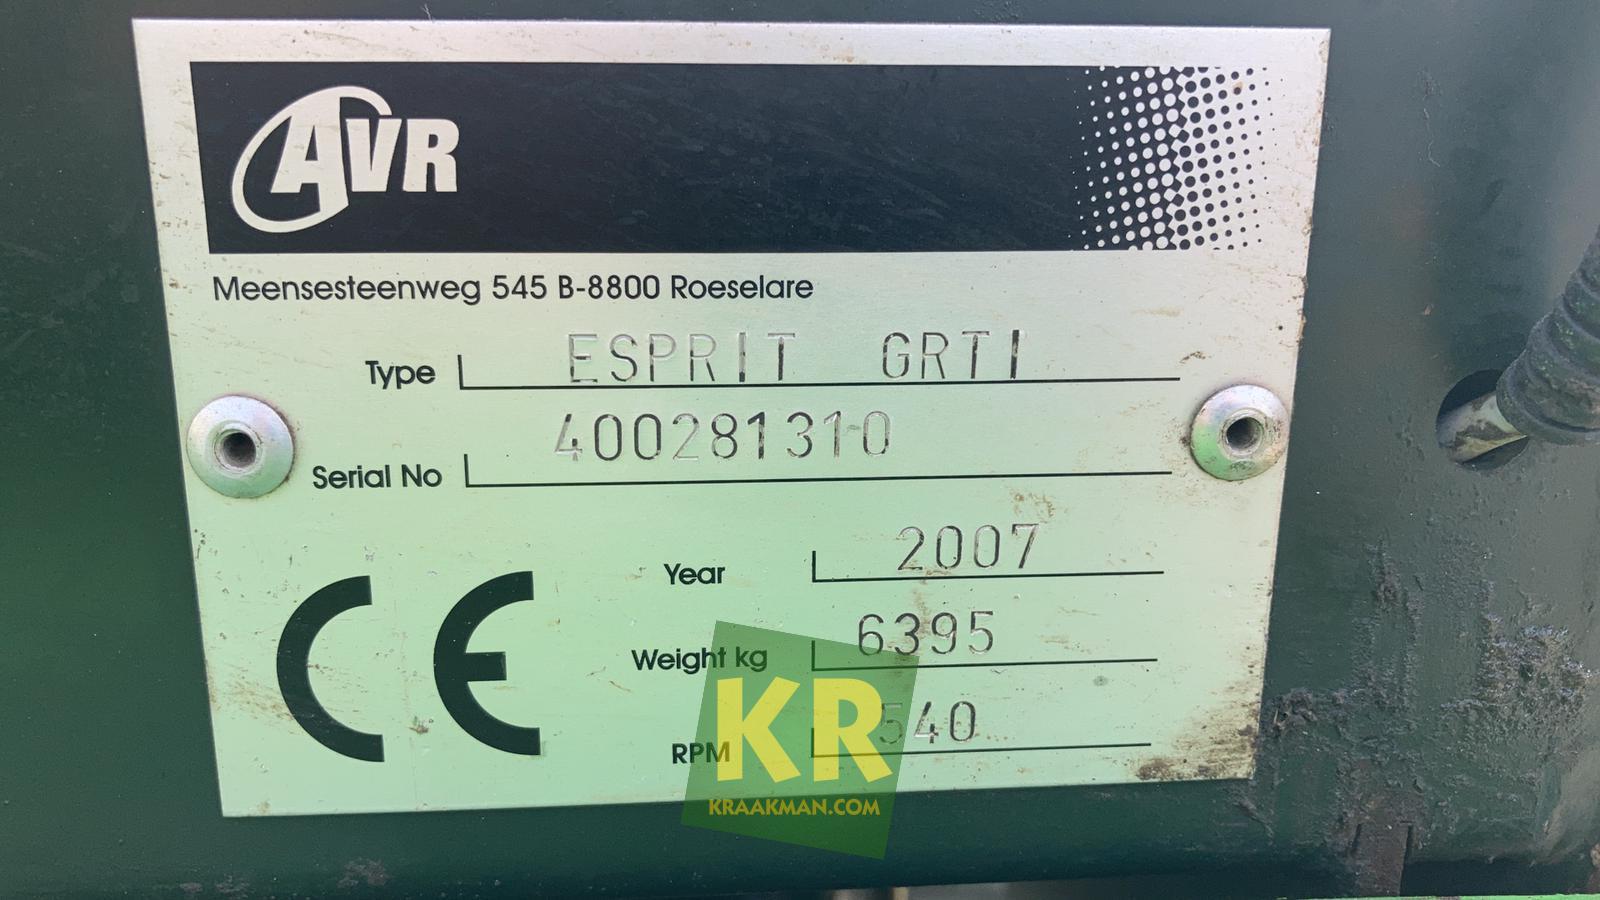 AVR
Meensesteenweg 545 B-8800 Roeselare
Type ESPRIT GRTI
Serial No 400281310
Year 2007
CE
Weight kg 6395
RPM 540
KR
KRAAKMAN.COM